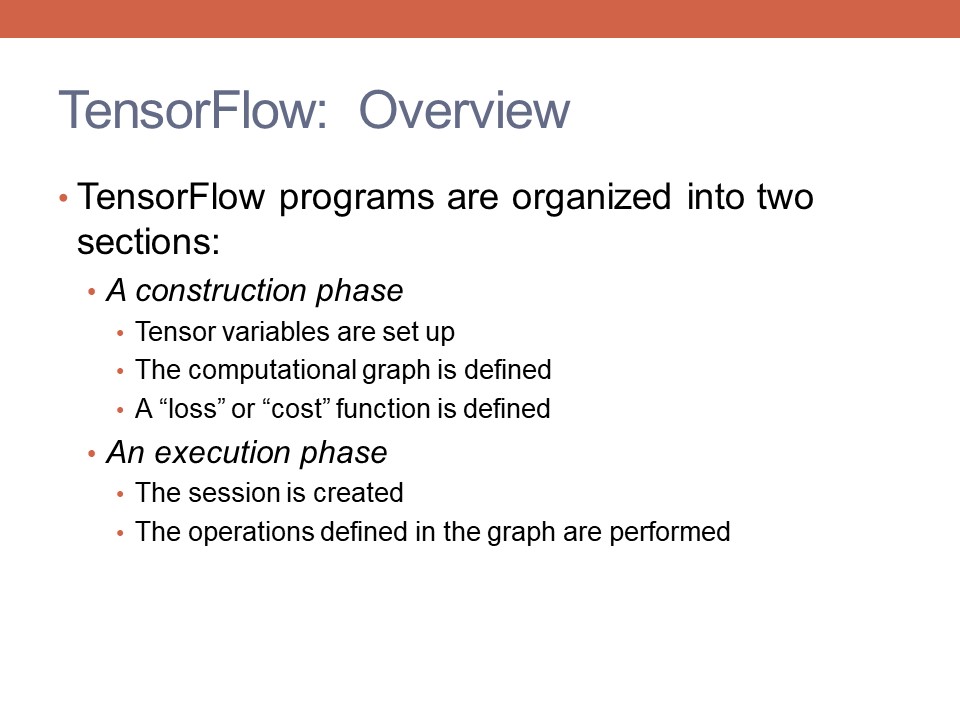 TensorFlow: Overview
• TensorFlow programs are organized into two
sections:
• A construction phase
• Tensor variables are set up
• The computational graph is defined
• A “loss” or “cost” function is defined
• An execution phase
• The session is created
• The operations defined in the graph are performed